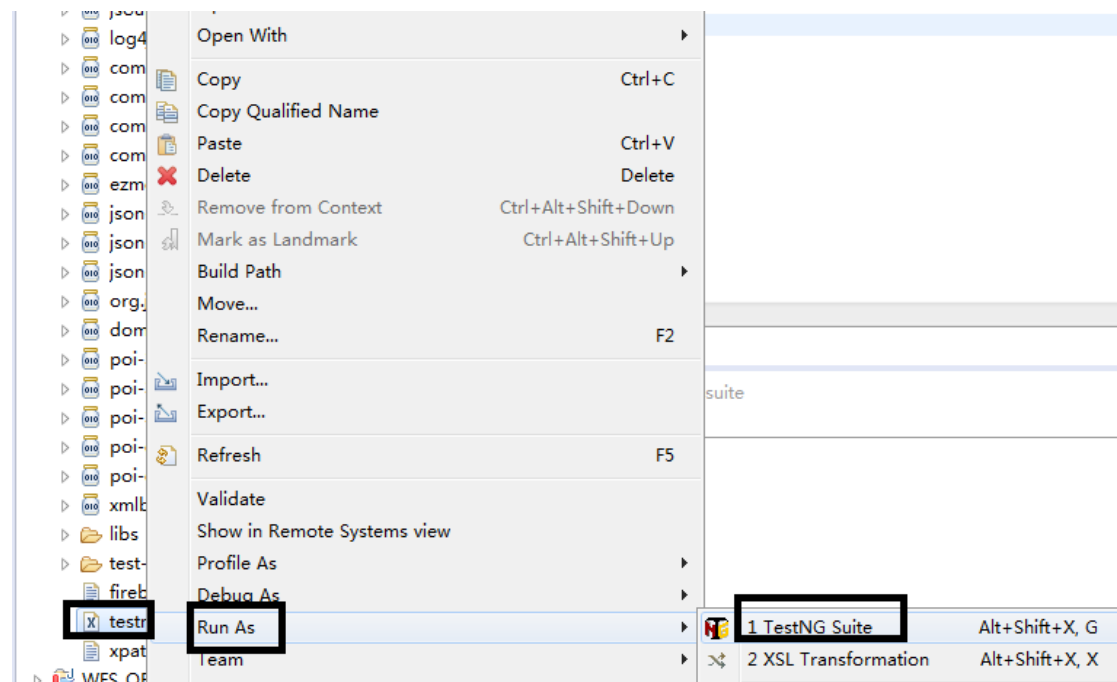 log4
Open With
com
Copy Ctrl+C
com
Copy Qualified Name
com
Paste Ctrl+V
com
Delete Delete
ezm
json
Remove from Context Ctrl+Alt+Shift+Down
json
Mark as Landmark Ctrl+Alt+Shift+Up
json
Build Path
org.j
Move...
dom
Rename... F2
poi-
poi-
Import...
suite
poi-
Export...
poi-
Refresh F5
poi-
xmlb
Validate
libs
Show in Remote Systems view
test-
Profile As
fireb
Debug As
testr
Run As
1 TestNG Suite Alt+Shift+X, G
xpat
Team
2 XSL Transformation Alt+Shift+X, X